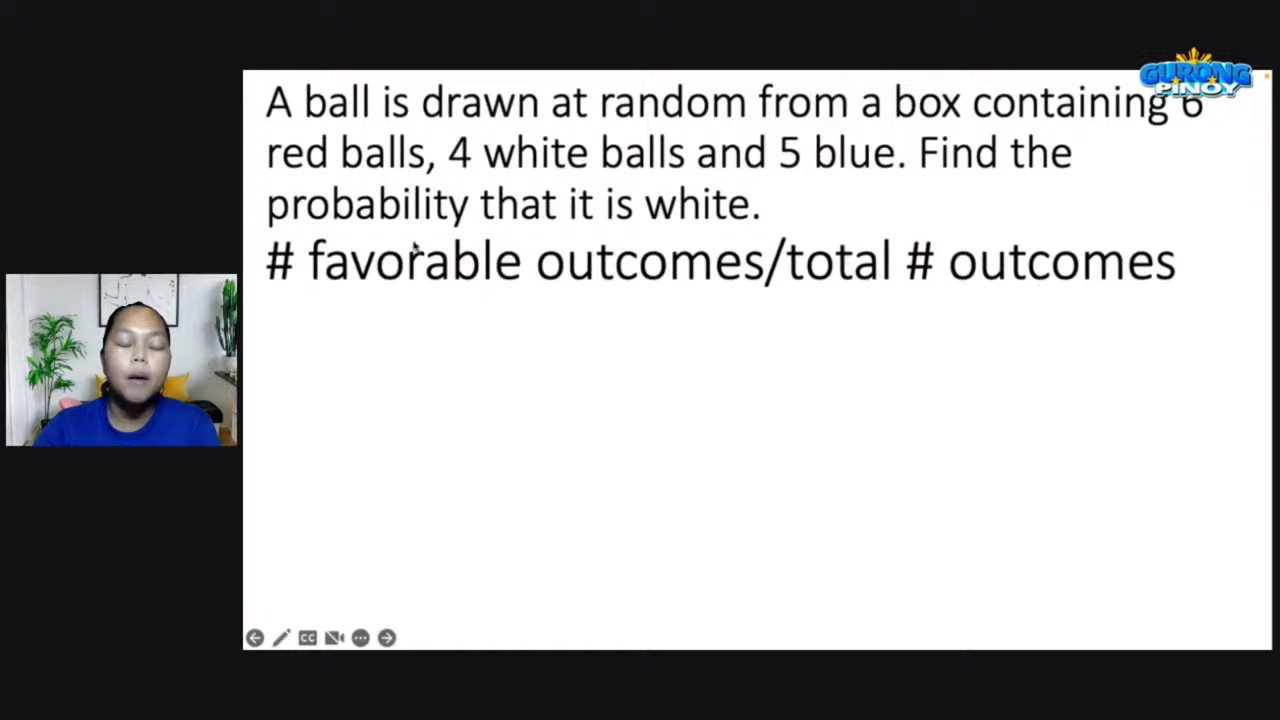 GURONG
PINOY
A ball is drawn at random from a box containing 6
red balls, 4 white balls and 5 blue. Find the
probability that it is white.
# favorable outcomes/total # outcomes
CC